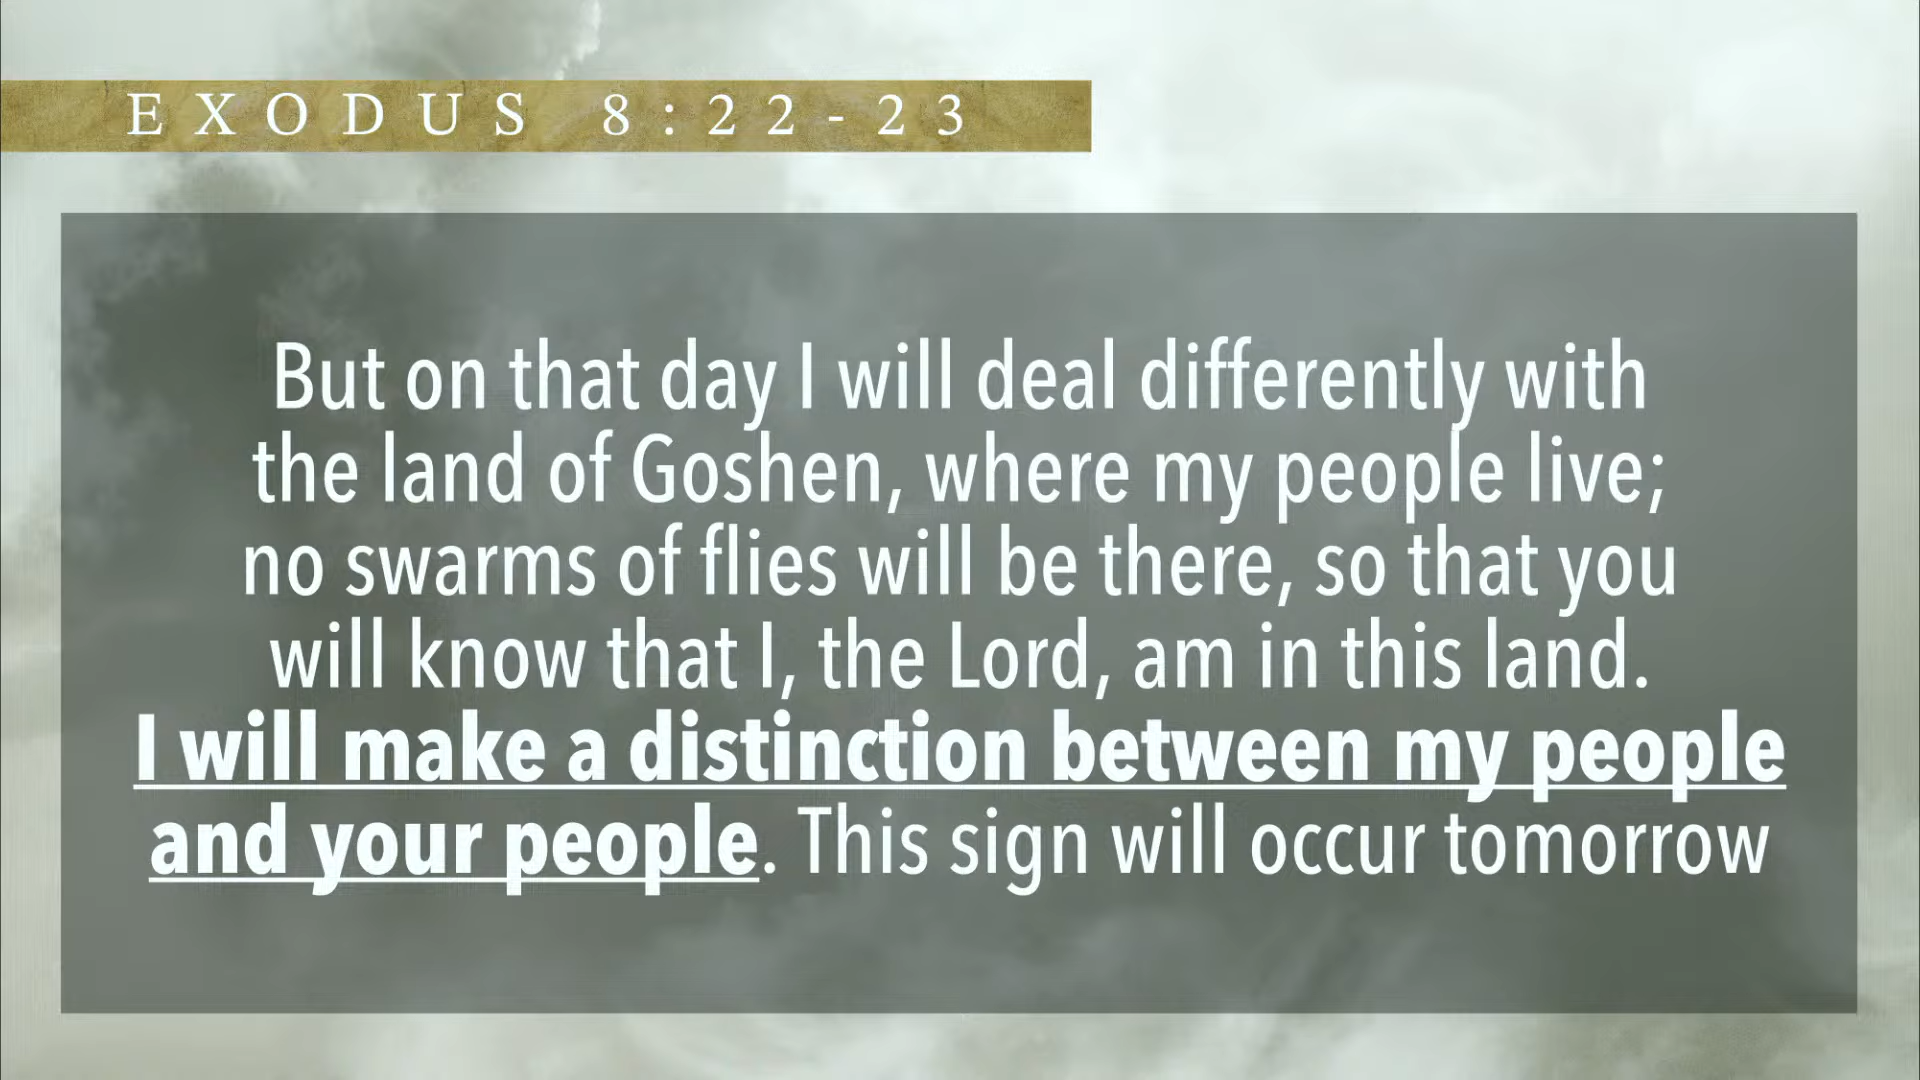 EXODUS 8:22-23
But on that day I will deal differently with
the land of Goshen, where my people live;
no swarms of flies will be there, so that you
will know that I, the Lord, am in this land.
I will make a distinction between my people
and your people. This sign will occur tomorrow